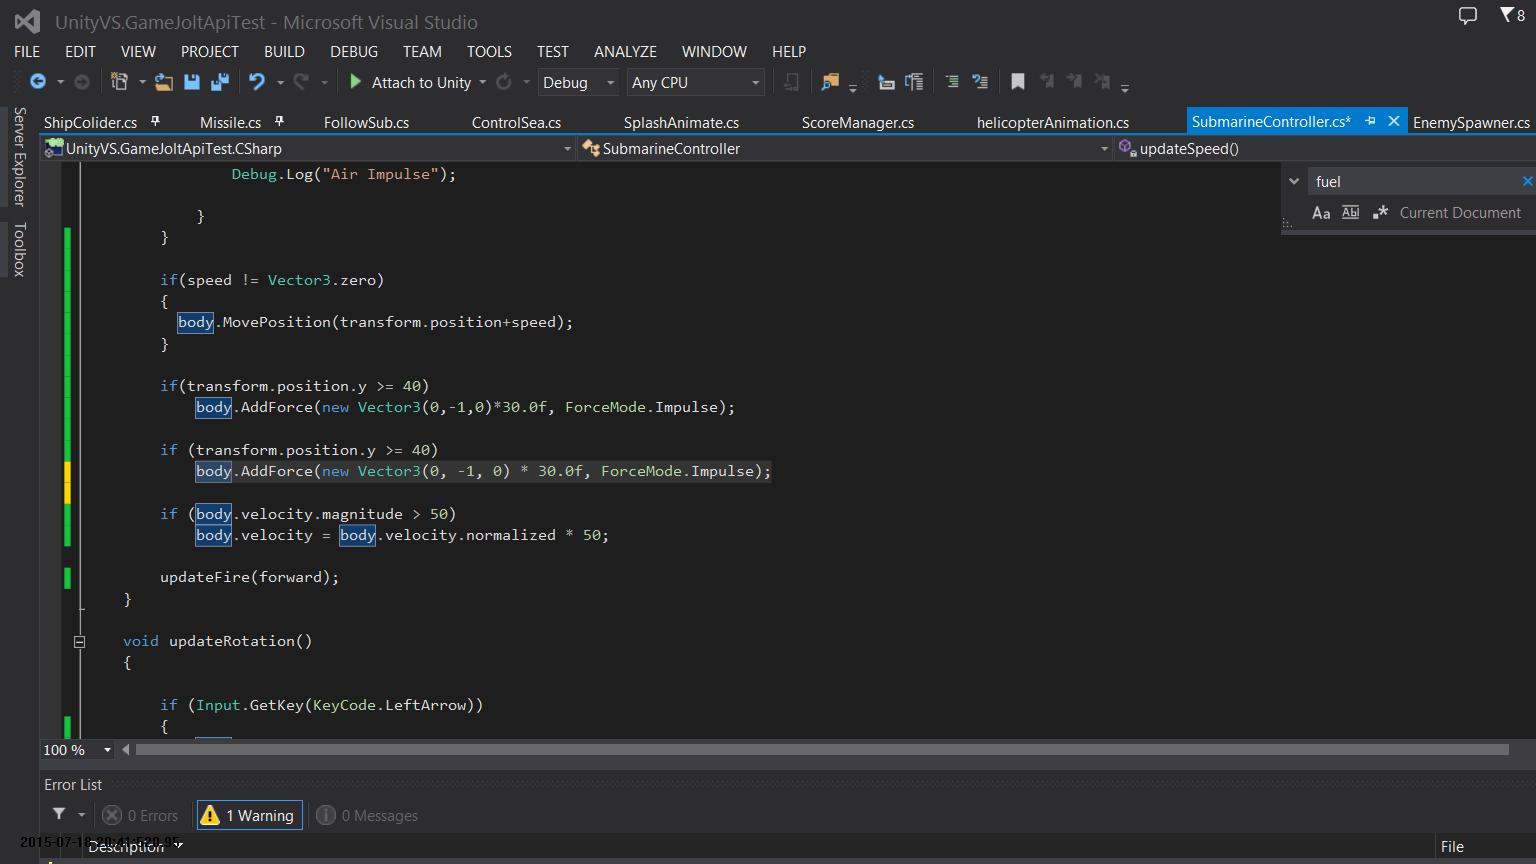 UnityVS.GameJoltApiTest - Microsoft Visual Studio
8
FILE EDIT VIEW PROJECT BUILD DEBUG TEAM TOOLS TEST ANALYZE WINDOW HELP
Attach to Unity Debug Any CPU
Server Explorer
Toolbox
ShipColider.cs Missile.cs FollowSub.cs ControlSea.cs SplashAnimate.cs ScoreManager.cs helicopterAnimation.cs SubmarineController.cs* EnemySpawner.cs
UnityVS.GameJoltApiTest.CSharp SubmarineController updateSpeed()
fuel
Aa Abl .* Current Document
Debug.Log("Air Impulse");
}
}
if(speed != Vector3.zero)
{
body.MovePosition(transform.position+speed);
}
if(transform.position.y >= 40)
body.AddForce(new Vector3(0,-1,0)*30.0f, ForceMode.Impulse);
if (transform.position.y >= 40)
body.AddForce(new Vector3(0, -1, 0) * 30.0f, ForceMode.Impulse);
if (body.velocity.magnitude > 50)
body.velocity = body.velocity.normalized * 50;
updateFire(forward);
}
void updateRotation()
{
if (Input.GetKey(KeyCode.LeftArrow))
{
100 %
Error List
0 Errors 1 Warning 0 Messages
Description File